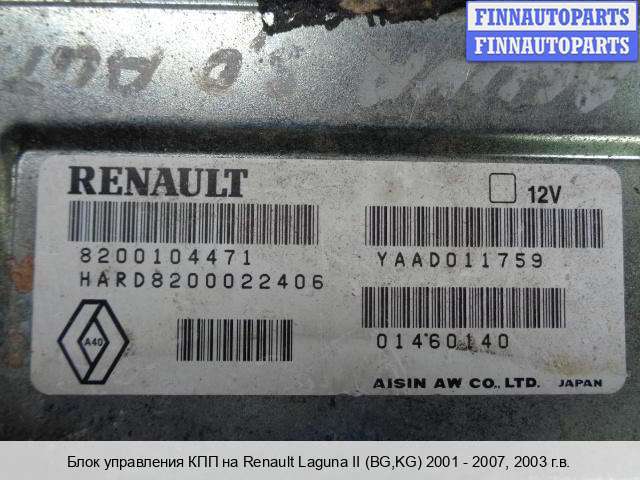 FINNAUTOPARTS
FINNAUTOPARTS
RENAULT
12V
8200104471
YAAD011759
HARD8200022406
A40
01460140
AISIN AW CO., LTD. JAPAN
Блок управления КПП на Renault Laguna II (BG,KG) 2001 - 2007, 2003 г.в.